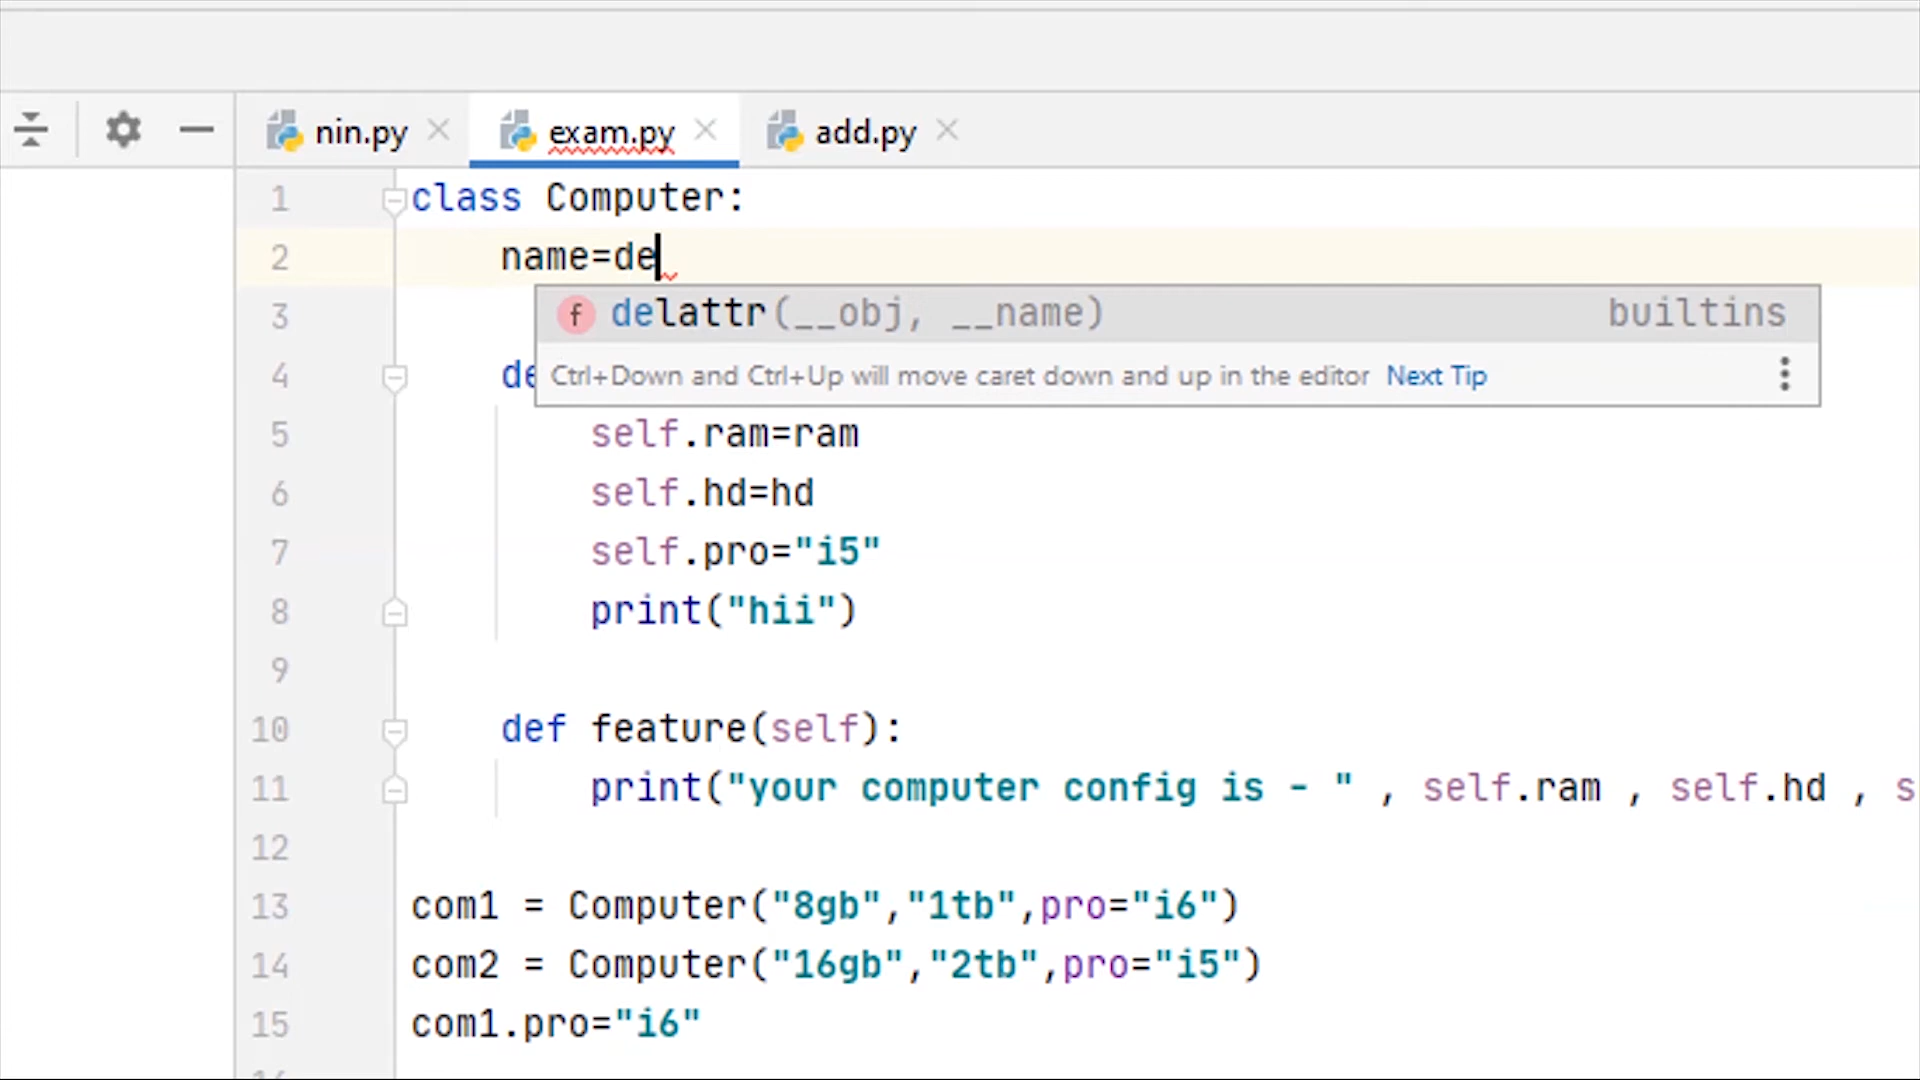 nin.py exam.py add.py
1 class Computer:
2 name=de
delattr(__obj, __name) builtins
3
Ctrl+Down and Ctrl+Up will move caret down and up in the editor Next Tip
4 de
5 self.ram=ram
6 self.hd=hd
7 self.pro="i5"
8 print("hii")
9
10 def feature(self):
11 print("your computer config is - " , self.ram , self.hd , s
12
13 com1 = Computer("8gb","1tb",pro="i6")
14 com2 = Computer("16gb","2tb",pro="i5")
15 com1.pro="i6"